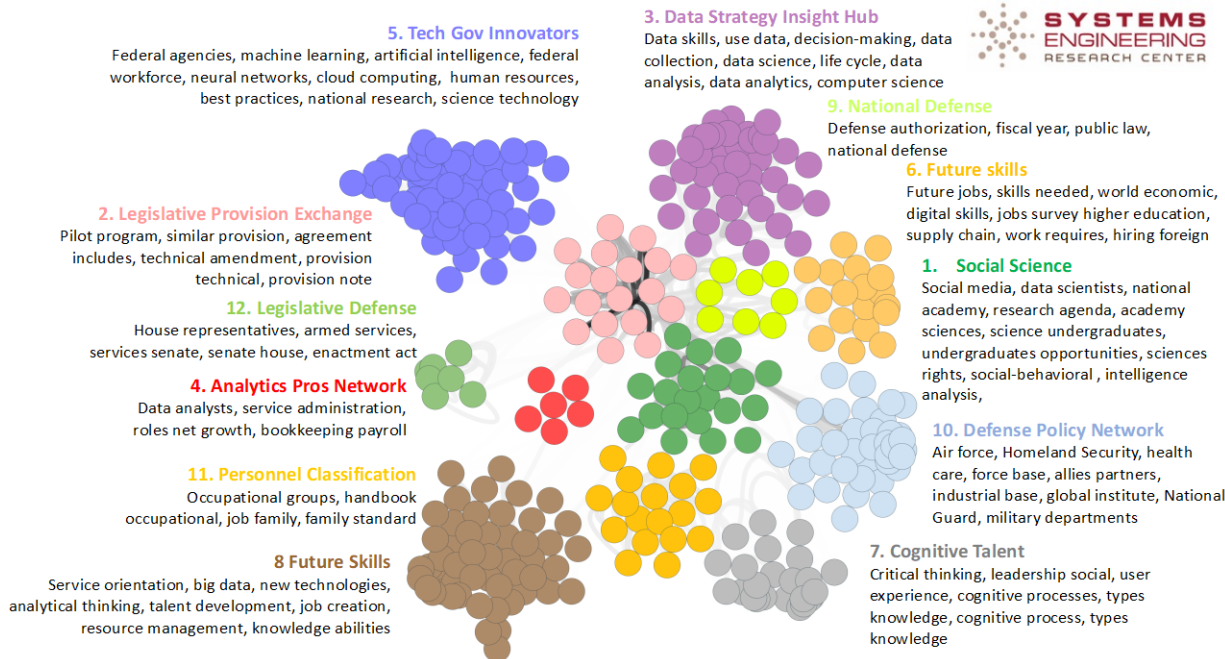 5. Tech Gov Innovators
Federal agencies, machine learning, artificial intelligence, federal
workforce, neural networks, cloud computing, human resources,
best practices, national research, science technology
3. Data Strategy Insight Hub
Data skills, use data, decision-making, data
collection, data science, life cycle, data
analysis, data analytics, computer science
SYSTEMS
ENGINEERING
RESEARCH CENTER
9. National Defense
Defense authorization, fiscal year, public law,
national defense
2. Legislative Provision Exchange
Pilot program, similar provision, agreement
includes, technical amendment, provision
technical, provision note
6. Future skills
Future jobs, skills needed, world economic,
digital skills, jobs survey higher education,
supply chain, work requires, hiring foreign
12. Legislative Defense
House representatives, armed services,
services senate, senate house, enactment act
1. Social Science
Social media, data scientists, national
academy, research agenda, academy
sciences, science undergraduates,
undergraduates opportunities, sciences
rights, social-behavioral , intelligence
analysis,
4. Analytics Pros Network
Data analysts, service administration,
roles net growth, bookkeeping payroll
10. Defense Policy Network
Air force, Homeland Security, health
care, force base, allies partners,
industrial base, global institute, National
Guard, military departments
11. Personnel Classification
Occupational groups, handbook
occupational, job family, family standard
8 Future Skills
Service orientation, big data, new technologies,
analytical thinking, talent development, job creation,
resource management, knowledge abilities
7. Cognitive Talent
Critical thinking, leadership social, user
experience, cognitive processes, types
knowledge, cognitive process, types
knowledge